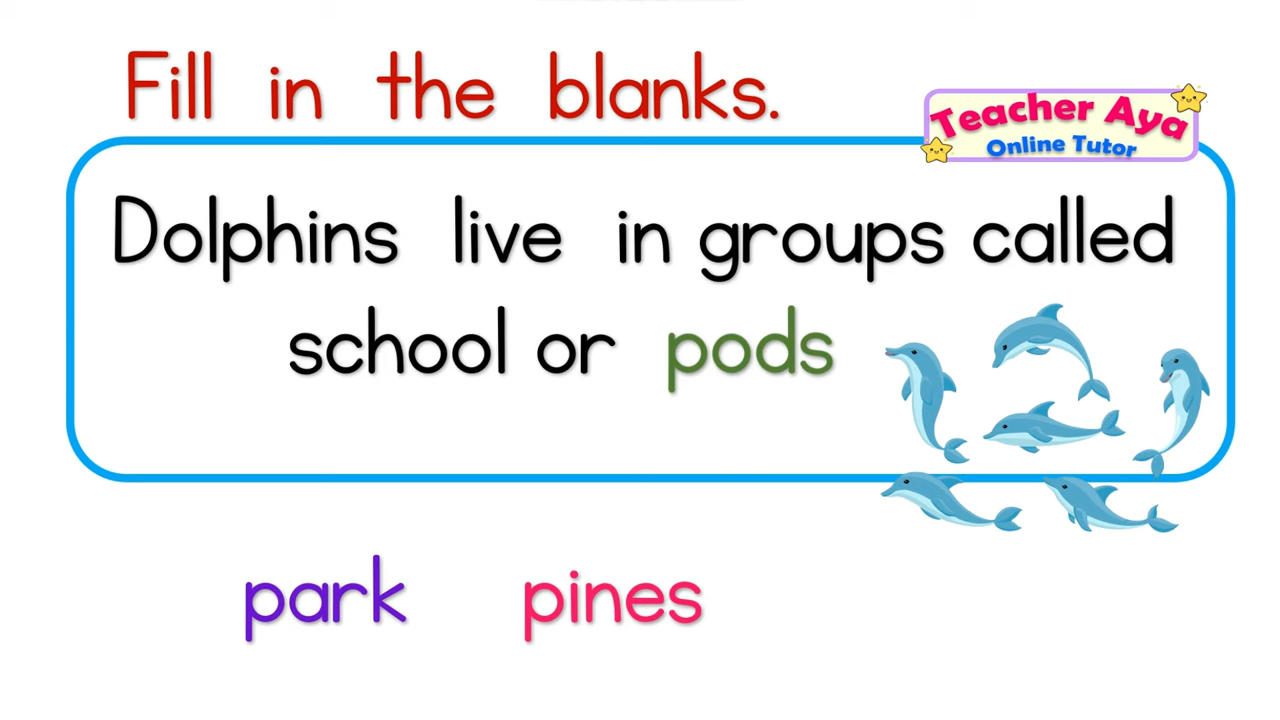 Fill in the blanks.
Teacher Aya
Online Tutor
Dolphins live in groups called
school or pods
park pines